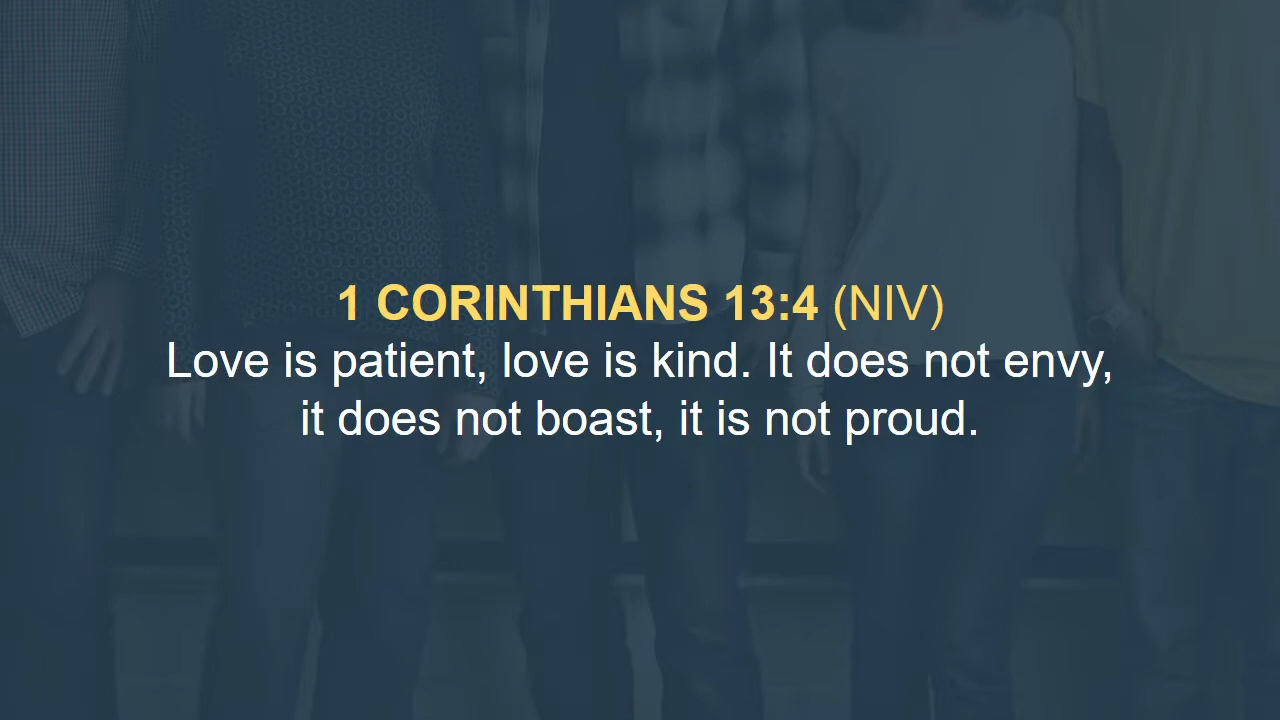 1 CORINTHIANS 13:4 (NIV)
Love is patient, love is kind. It does not envy,
it does not boast, it is not proud.